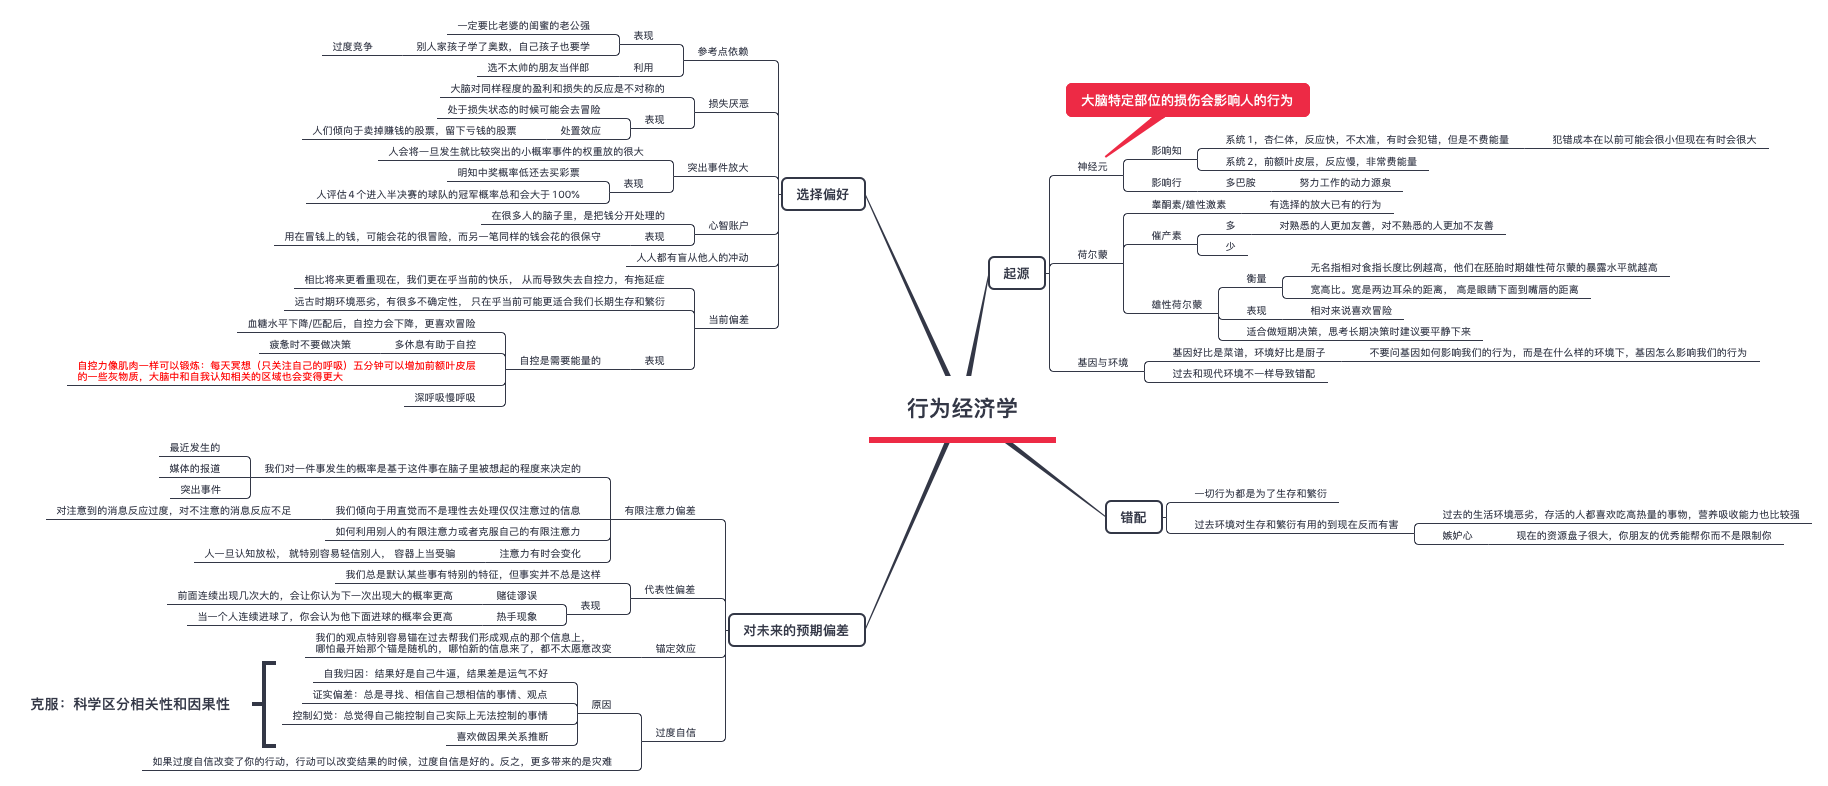 行为经济学
起源
大脑特定部位的损伤会影响人的行为
神经元
影响知
系统1，杏仁体，反应快，不太准，有时会犯错，但是不费能量
犯错成本在以前可能会很小但现在有时会很大
系统2，前额叶皮层，反应慢，非常费能量
影响行
多巴胺
努力工作的动力源泉
荷尔蒙
睾酮素/雄性激素
有选择的放大已有的行为
催产素
多
对熟悉的人更加友善，对不熟悉的人更加不友善
少
雄性荷尔蒙
衡量
无名指相对食指长度比例越高，他们在胚胎时期雄性荷尔蒙的暴露水平就越高
宽高比。宽是两边耳朵的距离， 高是眼睛下面到嘴唇的距离
表现
相对来说喜欢冒险
适合做短期决策，思考长期决策时建议要平静下来
基因与环境
基因好比是菜谱，环境好比是厨子
不要问基因如何影响我们的行为，而是在什么样的环境下，基因怎么影响我们的行为
过去和现代环境不一样导致错配
错配
一切行为都是为了生存和繁衍
过去环境对生存和繁衍有用的到现在反而有害
过去的生活环境恶劣，存活的人都喜欢吃高热量的事物，营养吸收能力也比较强
嫉妒心
现在的资源盘子很大，你朋友的优秀能帮你而不是限制你
选择偏好
参考点依赖
表现
一定要比老婆的闺蜜的老公强
别人家孩子学了奥数，自己孩子也要学
过度竞争
利用
选不太帅的朋友当伴郎
损失厌恶
大脑对同样程度的盈利和损失的反应是不对称的
表现
处于损失状态的时候可能会去冒险
处置效应
人们倾向于卖掉赚钱的股票，留下亏钱的股票
突出事件放大
人会将一旦发生就比较突出的小概率事件的权重放的很大
表现
明知中奖概率低还去买彩票
人评估4个进入半决赛的球队的冠军概率总和会大于100%
心智账户
在很多人的脑子里，是把钱分开处理的
表现
用在冒钱上的钱，可能会花的很冒险，而另一笔同样的钱会花的很保守
人人都有盲从他人的冲动
当前偏差
相比将来更看重现在，我们更在乎当前的快乐， 从而导致失去自控力，有拖延症
远古时期环境恶劣，有很多不确定性， 只在乎当前可能更适合我们长期生存和繁衍
表现
自控是需要能量的
血糖水平下降/匹配后，自控力会下降，更喜欢冒险
多休息有助于自控
疲惫时不要做决策
自控力像肌肉一样可以锻炼：每天冥想（只关注自己的呼吸）五分钟可以增加前额叶皮层
的一些灰物质，大脑中和自我认知相关的区域也会变得更大
深呼吸慢呼吸
对未来的预期偏差
有限注意力偏差
我们对一件事发生的概率是基于这件事在脑子里被想起的程度来决定的
最近发生的
媒体的报道
突出事件
我们倾向于用直觉而不是理性去处理仅仅注意过的信息
对注意到的消息反应过度，对不注意的消息反应不足
如何利用别人的有限注意力或者克服自己的有限注意力
注意力有时会变化
人一旦认知放松， 就特别容易轻信别人， 容器上当受骗
代表性偏差
我们总是默认某些事有特别的特征，但事实并不总是这样
表现
赌徒谬误
前面连续出现几次大的，会让你认为下一次出现大的概率更高
热手现象
当一个人连续进球了，你会认为他下面进球的概率会更高
锚定效应
我们的观点特别容易锚在过去帮我们形成观点的那个信息上，
哪怕最开始那个锚是随机的，哪怕新的信息来了，都不太愿意改变
过度自信
原因
自我归因：结果好是自己牛逼，结果差是运气不好
证实偏差：总是寻找、相信自己想相信的事情、观点
控制幻觉：总觉得自己能控制自己实际上无法控制的事情
喜欢做因果关系推断
克服：科学区分相关性和因果性
如果过度自信改变了你的行动，行动可以改变结果的时候，过度自信是好的。反之，更多带来的是灾难